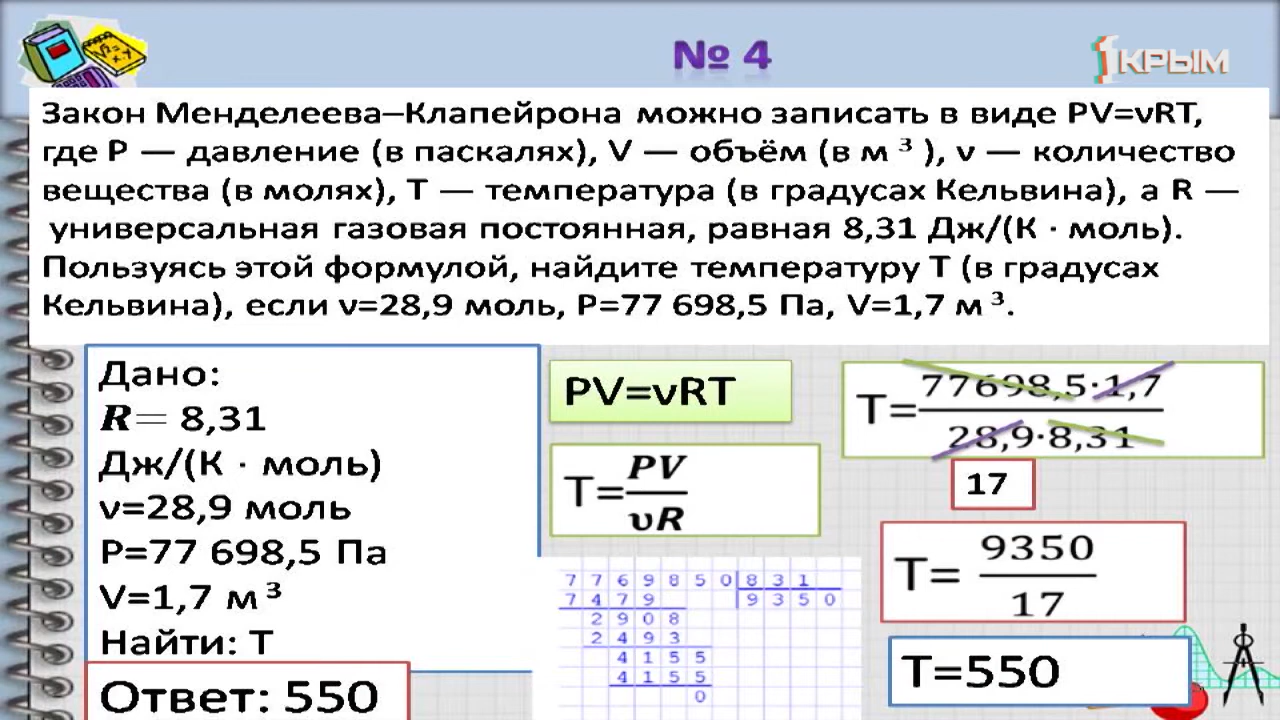 № 4
1КРЫМ
Закон Менделеева–Клапейрона можно записать в виде PV=νRT,
где P — давление (в паскалях), V — объём (в м ³ ), ν — количество
вещества (в молях), T — температура (в градусах Кельвина), а R —
универсальная газовая постоянная, равная 8,31 Дж/(К · моль).
Пользуясь этой формулой, найдите температуру T (в градусах
Кельвина), если ν=28,9 моль, P=77 698,5 Па, V=1,7 м ³.
Дано:
R= 8,31
Дж/(К · моль)
ν=28,9 моль
P=77 698,5 Па
V=1,7 м ³
Найти: T
Ответ: 550
PV=νRT
T=PV/υR
7769850 831
7479 9350
2908
2493
4155
4155
0
T=77698,5·1,7/28,9·8,31
17
T= 9350/17
T=550